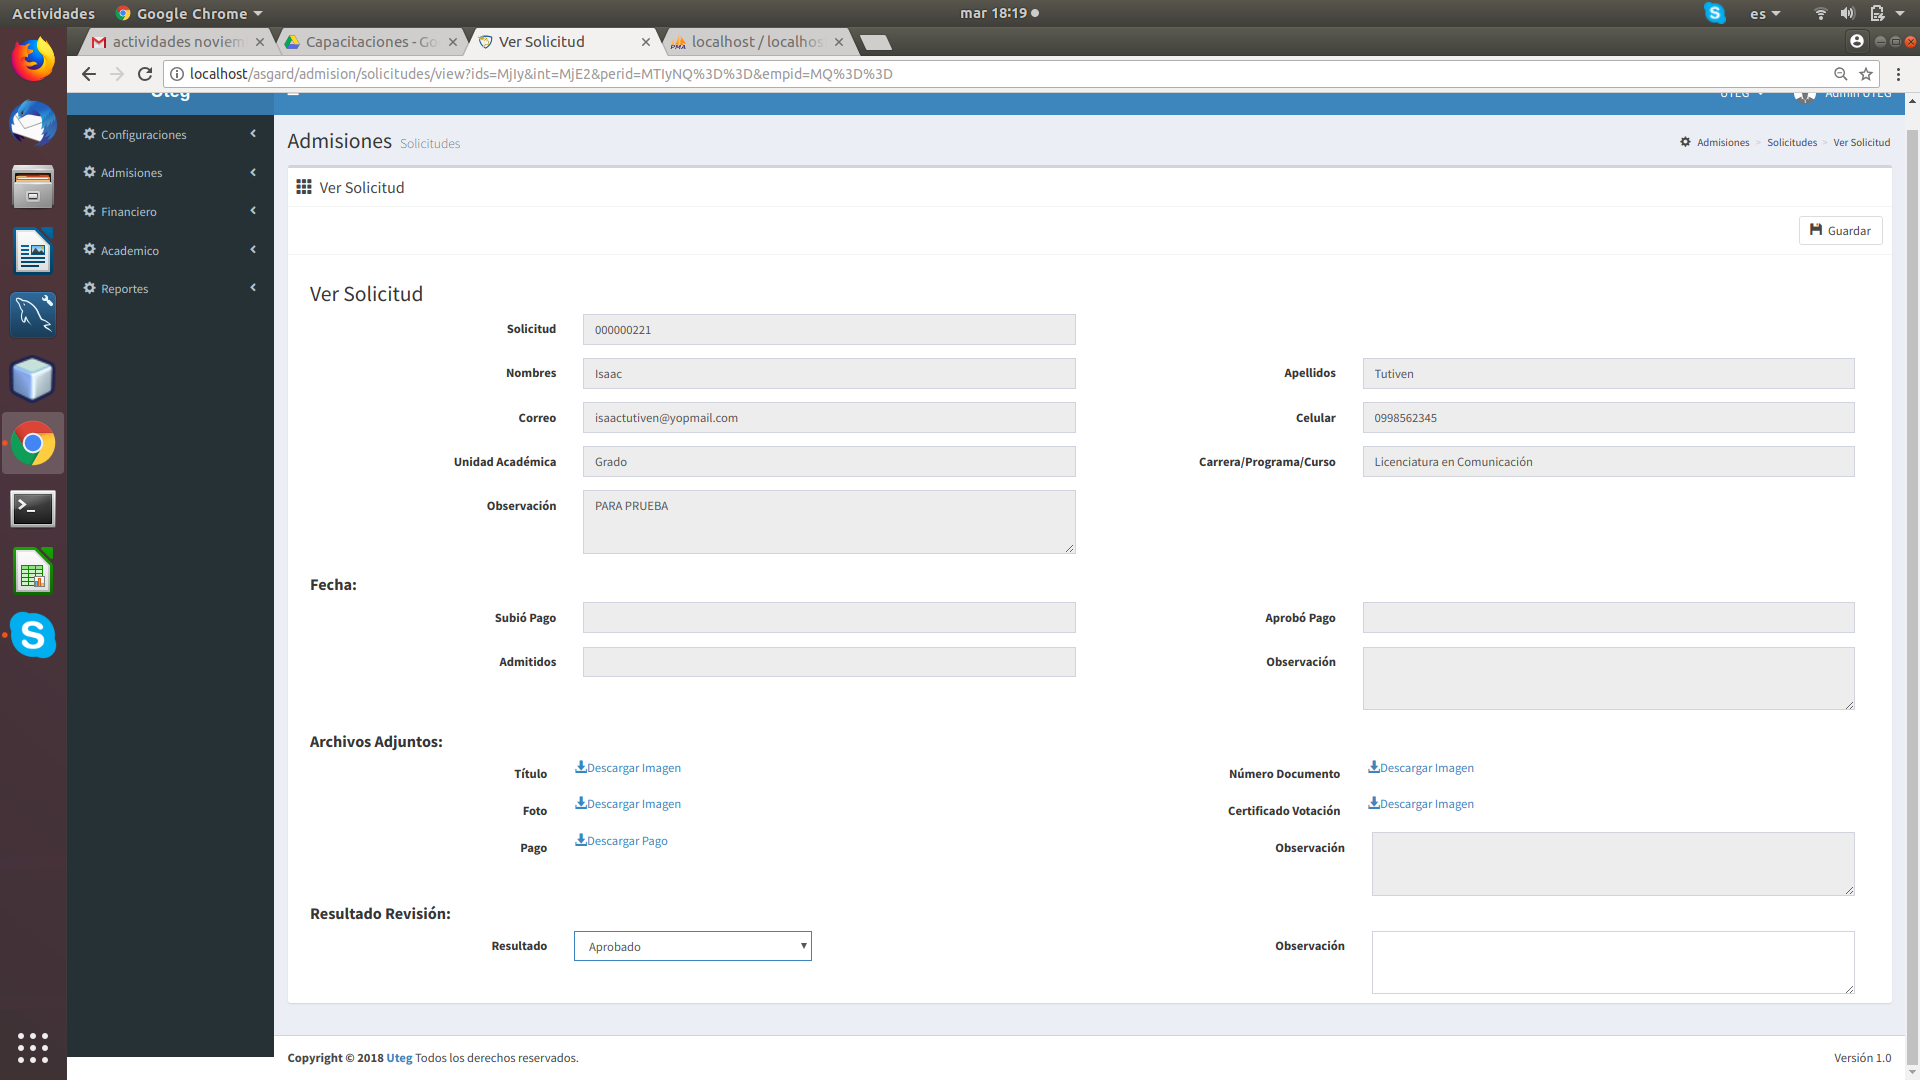 Actividades Google Chrome mar 18:19 es
actividades noviem Capacitaciones - Go Ver Solicitud localhost / localhos
localhost/asgard/admision/solicitudes/view?ids=MjIy&int=MjE2&perid=MTIyNQ%3D%3D&empid=MQ%3D%3D
Uteg UTEG Admin UTEG
Configuraciones
Admisiones
Financiero
Academico
Reportes
Admisiones Solicitudes
Admisiones > Solicitudes > Ver Solicitud
Ver Solicitud
Guardar
Ver Solicitud
Solicitud 000000221
Nombres Isaac Apellidos Tutiven
Correo isaactutiven@yopmail.com Celular 0998562345
Unidad Académica Grado Carrera/Programa/Curso Licenciatura en Comunicación
Observación PARA PRUEBA
Fecha:
Subió Pago Aprobó Pago
Admitidos Observación
Archivos Adjuntos:
Título Descargar Imagen Número Documento Descargar Imagen
Foto Descargar Imagen Certificado Votación Descargar Imagen
Pago Descargar Pago Observación
Resultado Revisión:
Resultado Aprobado Observación
Copyright © 2018 Uteg Todos los derechos reservados. Versión 1.0